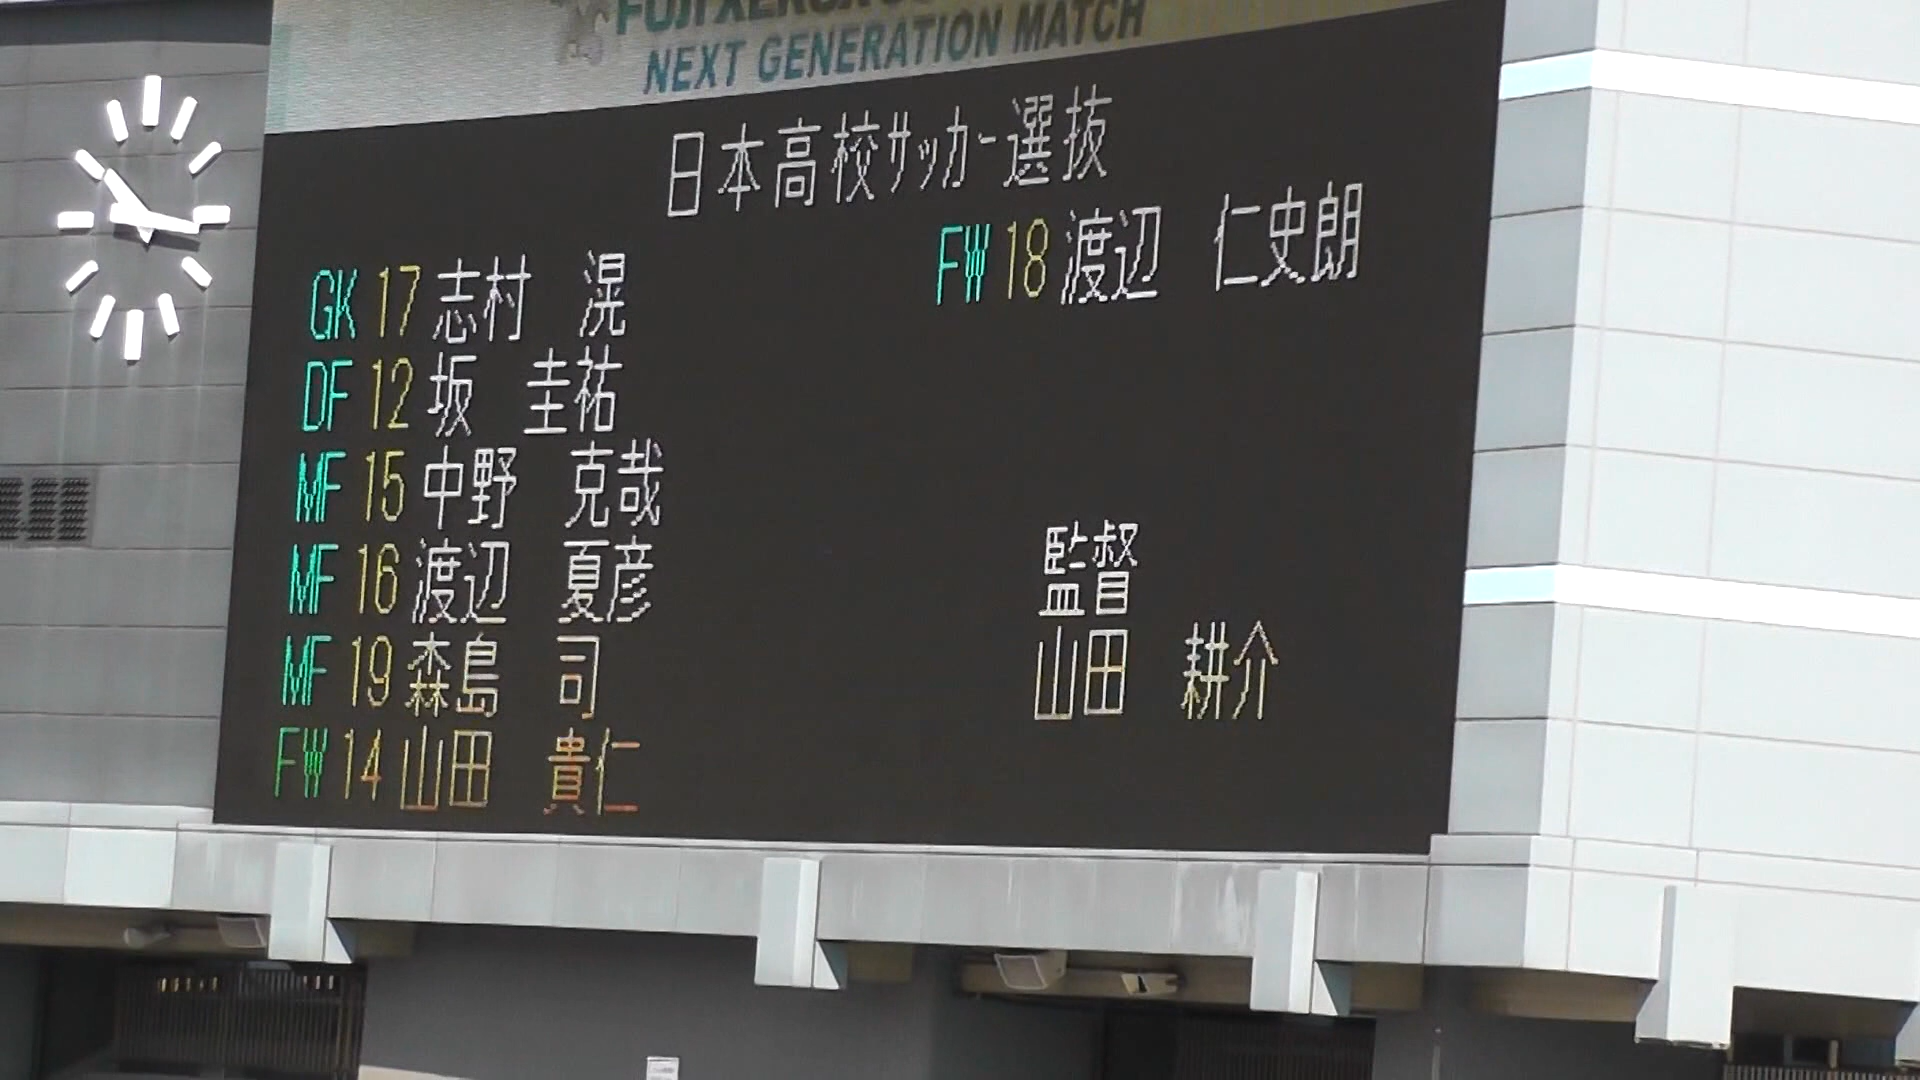 FUJI XEROX
NEXT GENERATION MATCH
日本高校サッカー選抜
GK 17 志村 滉
DF 12 坂 圭祐
MF 15 中野 克哉
MF 16 渡辺 夏彦
MF 19 森島 司
FW 14 山田 貴仁
FW 18 渡辺 仁史朗
監督
山田 耕介